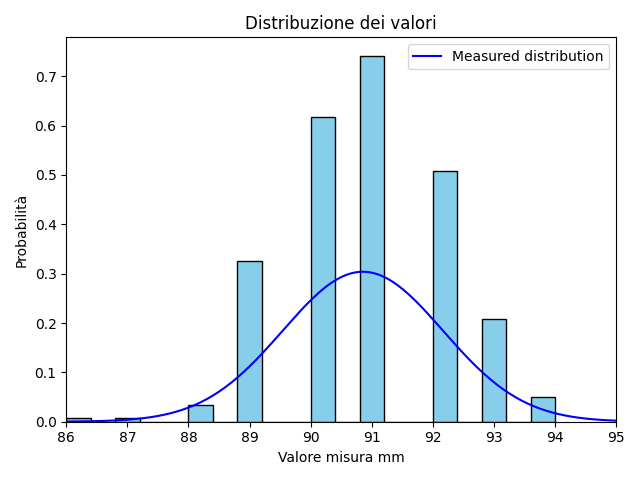 Distribuzione dei valori
Measured distribution
Probabilità
0.7
0.6
0.5
0.4
0.3
0.2
0.1
0.0
86 87 88 89 90 91 92 93 94 95
Valore misura mm